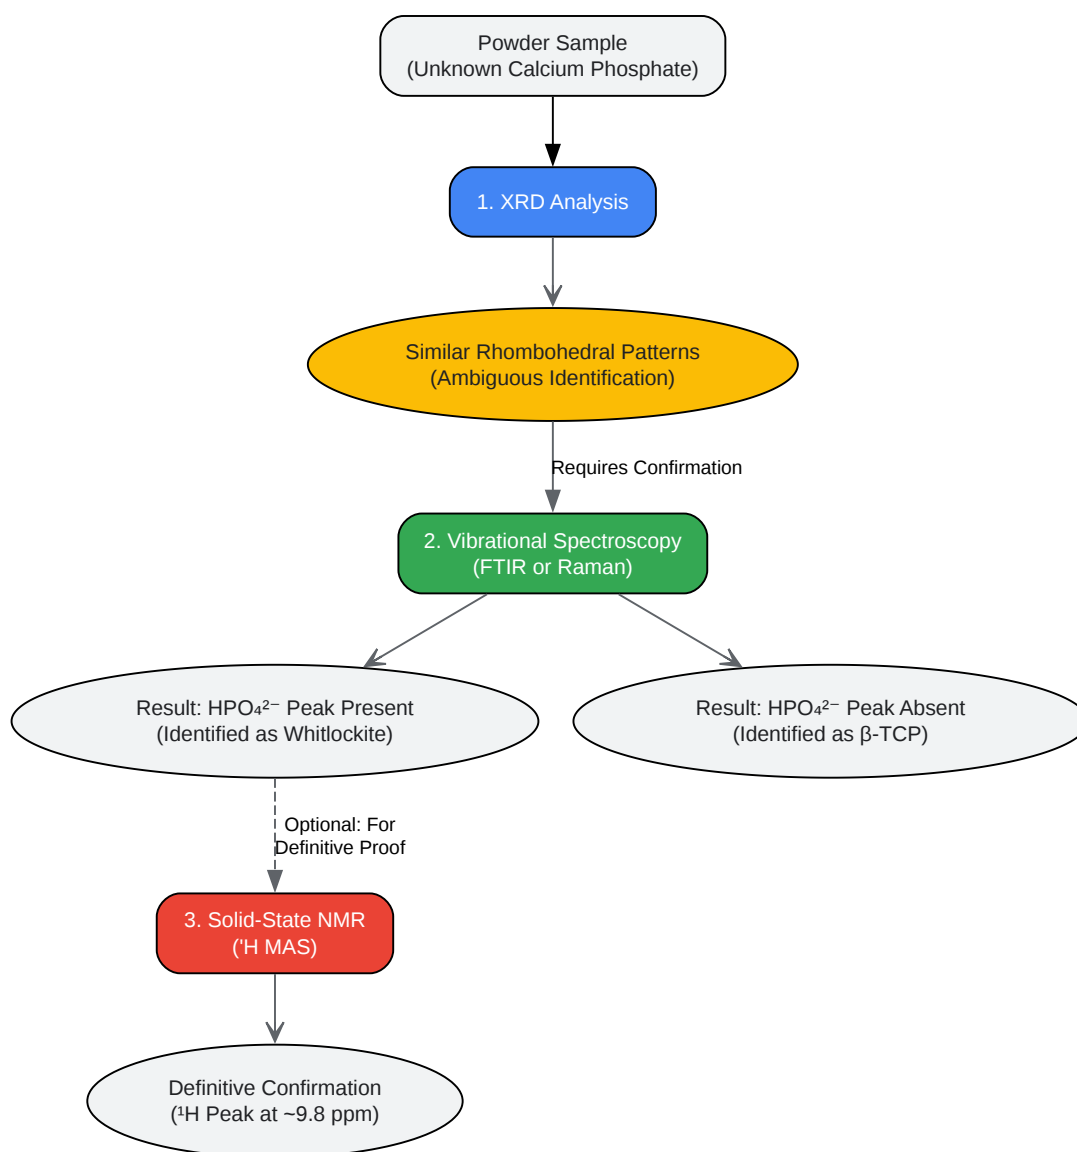 Powder Sample
(Unknown Calcium Phosphate)
1. XRD Analysis
Similar Rhombohedral Patterns
(Ambiguous Identification)
Requires Confirmation
2. Vibrational Spectroscopy
(FTIR or Raman)
Result: HPO₄²⁻ Peak Present
(Identified as Whitlockite)
Result: HPO₄²⁻ Peak Absent
(Identified as β-TCP)
Optional: For
Definitive Proof
3. Solid-State NMR
('H MAS)
Definitive Confirmation
(¹H Peak at ~9.8 ppm)